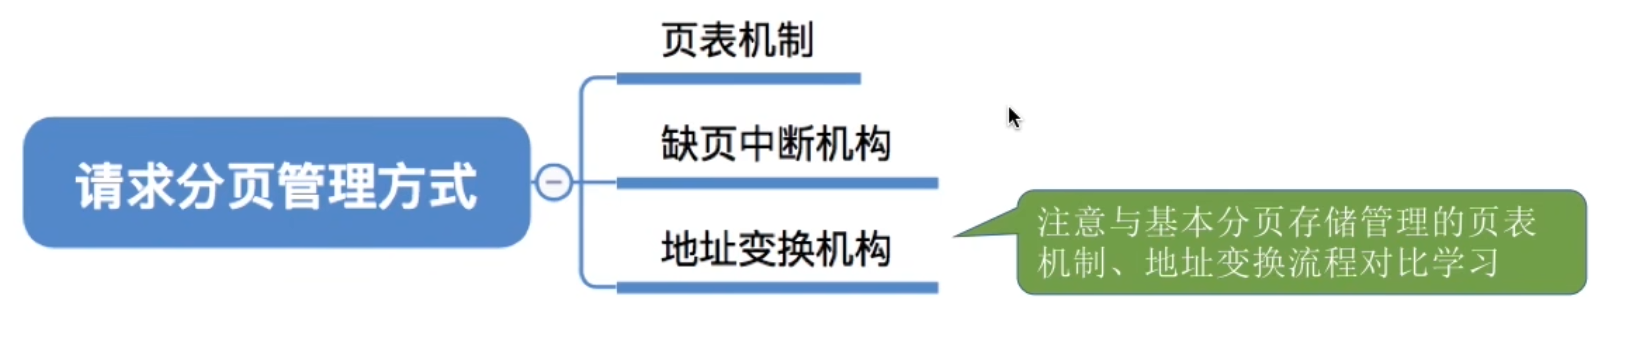 页表机制
缺页中断机构
请求分页管理方式
地址变换机构
注意与基本分页存储管理的页表
机制、地址变换流程对比学习